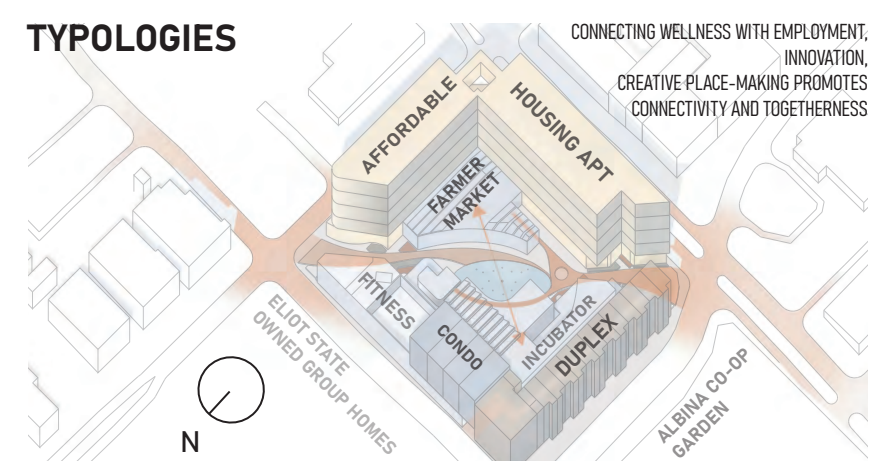 TYPOLOGIES
CONNECTING WELLNESS WITH EMPLOYMENT,
INNOVATION,
CREATIVE PLACE-MAKING PROMOTES
CONNECTIVITY AND TOGETHERNESS
AFFORDABLE
HOUSING APT
FARMER
MARKET
FITNESS
CONDO
INCUBATOR
DUPLEX
ELIOT STATE
OWNED GROUP HOMES
ALBINA CO-OP
GARDEN
N